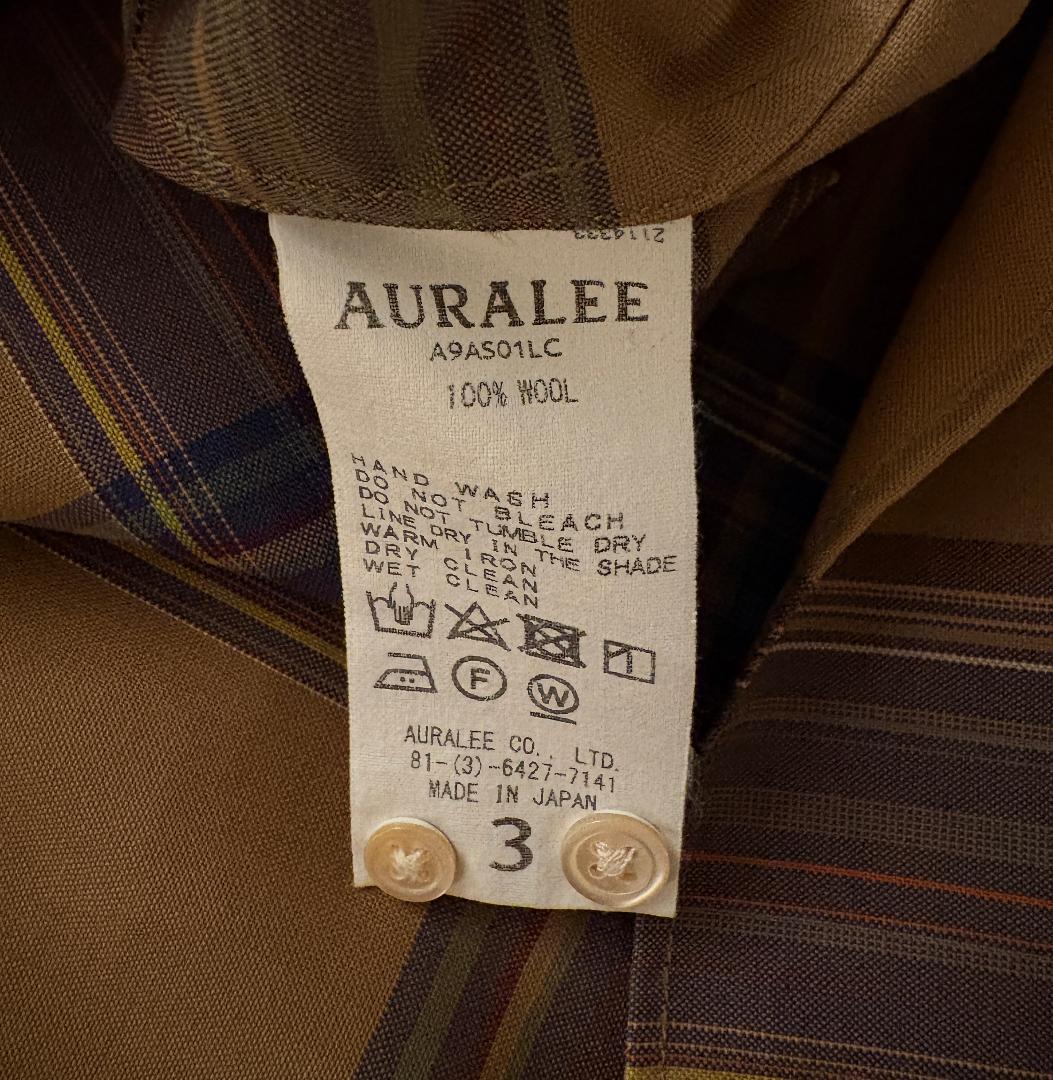 2114333
AURALEE
A9AS01LC
100% WOOL
HAND WASH
DO NOT BLEACH
DO NOT TUMBLE DRY
LINE DRY IN THE SHADE
WARM IRON
DRY CLEAN
WET CLEAN
F
W
AURALEE CO., LTD.
81-(3)-6427-7141
MADE IN JAPAN
3